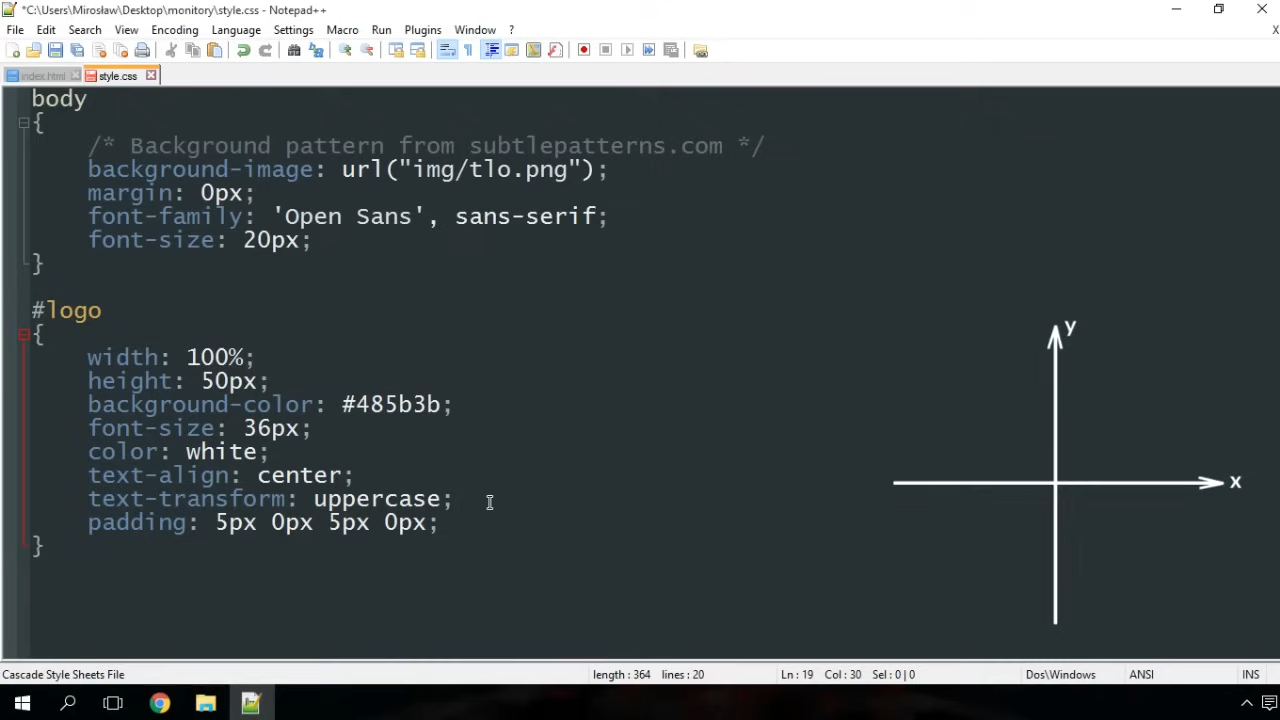 *C:\Users\Mirosław\Desktop\monitory\style.css - Notepad++
File Edit Search View Encoding Language Settings Macro Run Plugins Window ? X
index.html style.css
body
{
/* Background pattern from subtlepatterns.com */
background-image: url("img/tlo.png");
margin: 0px;
font-family: 'Open Sans', sans-serif;
font-size: 20px;
}
#logo
{
width: 100%;
height: 50px;
background-color: #485b3b;
font-size: 36px;
color: white;
text-align: center;
text-transform: uppercase;
padding: 5px 0px 5px 0px;
}
y
x
Cascade Style Sheets File length : 364 lines : 20 Ln : 19 Col : 30 Sel : 0 | 0 Dos\Windows ANSI INS